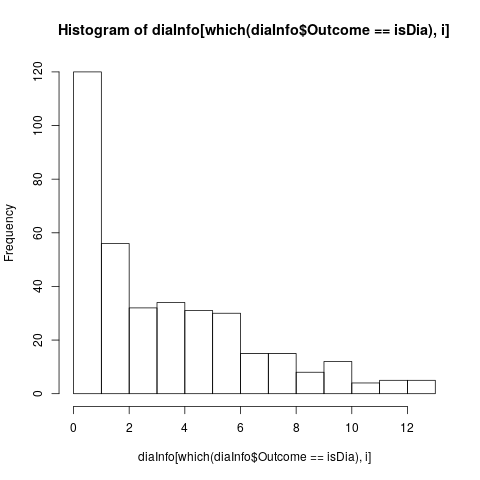 Histogram of diaInfo[which(diaInfo$Outcome == isDia), i]
Frequency
120
100
80
60
40
20
0
0 2 4 6 8 10 12
diaInfo[which(diaInfo$Outcome == isDia), i]